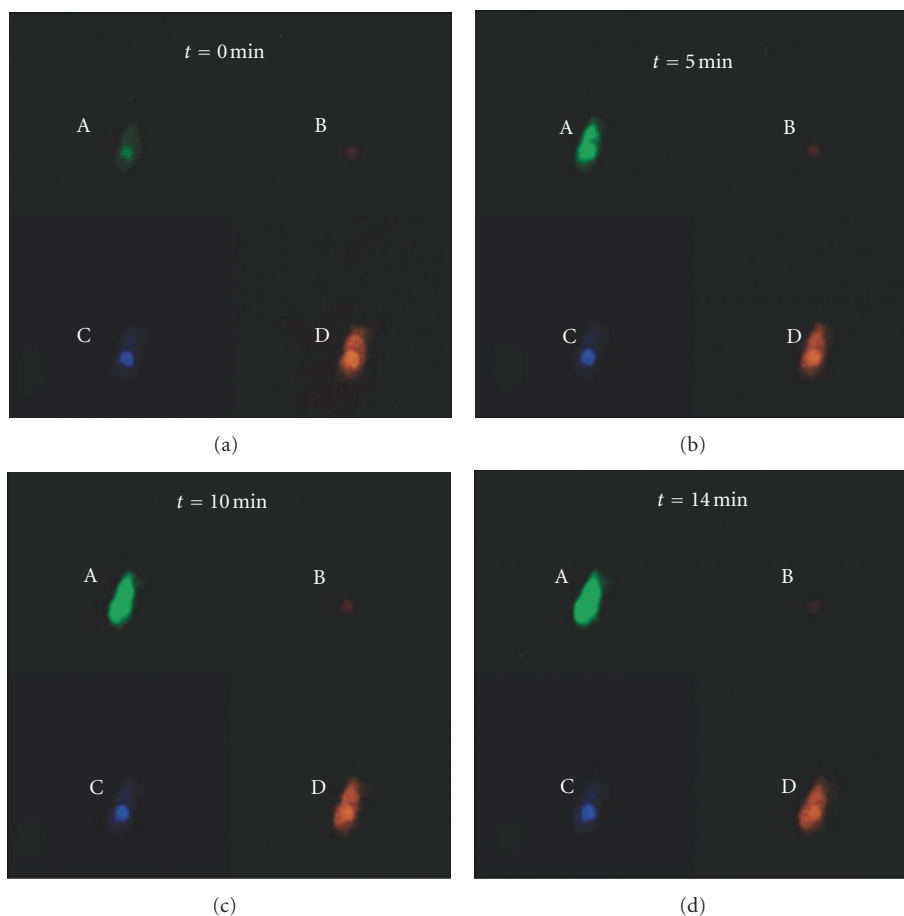 t = 0 min
A
B
C
D
(a)
t = 5 min
A
B
C
D
(b)
t = 10 min
A
B
C
D
(c)
t = 14 min
A
B
C
D
(d)